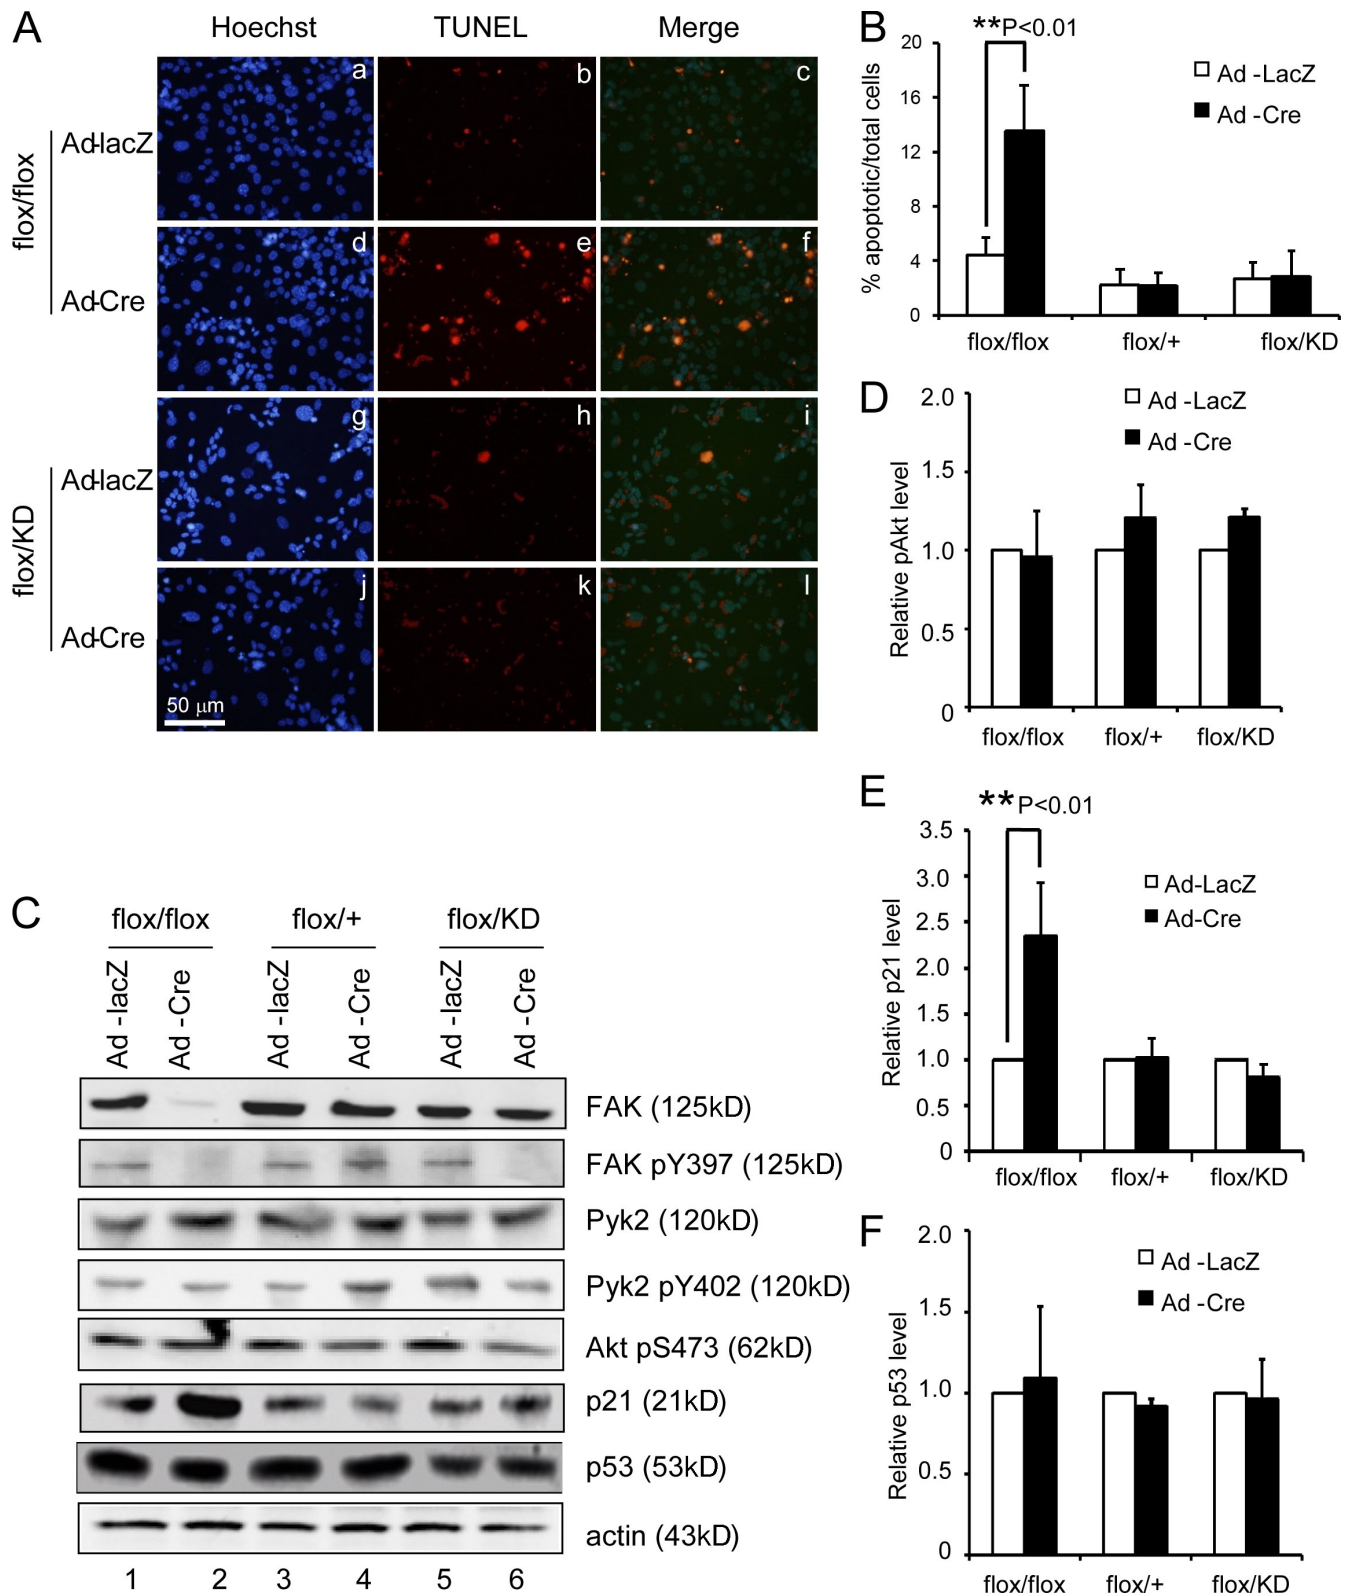 A
Hoechst
TUNEL
Merge
flox/flox
Ad-lacZ
a
b
c
Ad-Cre
d
e
f
flox/KD
Ad-lacZ
g
h
i
Ad-Cre
j
k
l
50 μm
B
**P<0.01
% apoptotic/total cells
20
16
12
8
4
0
Ad -LacZ
Ad -Cre
flox/flox
flox/+
flox/KD
C
flox/flox
flox/+
flox/KD
Ad -lacZ
Ad -Cre
Ad -lacZ
Ad -Cre
Ad -lacZ
Ad -Cre
FAK (125kD)
FAK pY397 (125kD)
Pyk2 (120kD)
Pyk2 pY402 (120kD)
Akt pS473 (62kD)
p21 (21kD)
p53 (53kD)
actin (43kD)
1 2 3 4 5 6
D
Relative pAkt level
2.0
1.5
1.0
0.5
0
Ad -LacZ
Ad -Cre
flox/flox
flox/+
flox/KD
E
**P<0.01
Relative p21 level
3.5
3.0
2.5
2.0
1.5
1.0
0.5
0
Ad-LacZ
Ad-Cre
flox/flox
flox/+
flox/KD
F
Relative p53 level
2.0
1.5
1.0
0.5
0
Ad -LacZ
Ad -Cre
flox/flox
flox/+
flox/KD